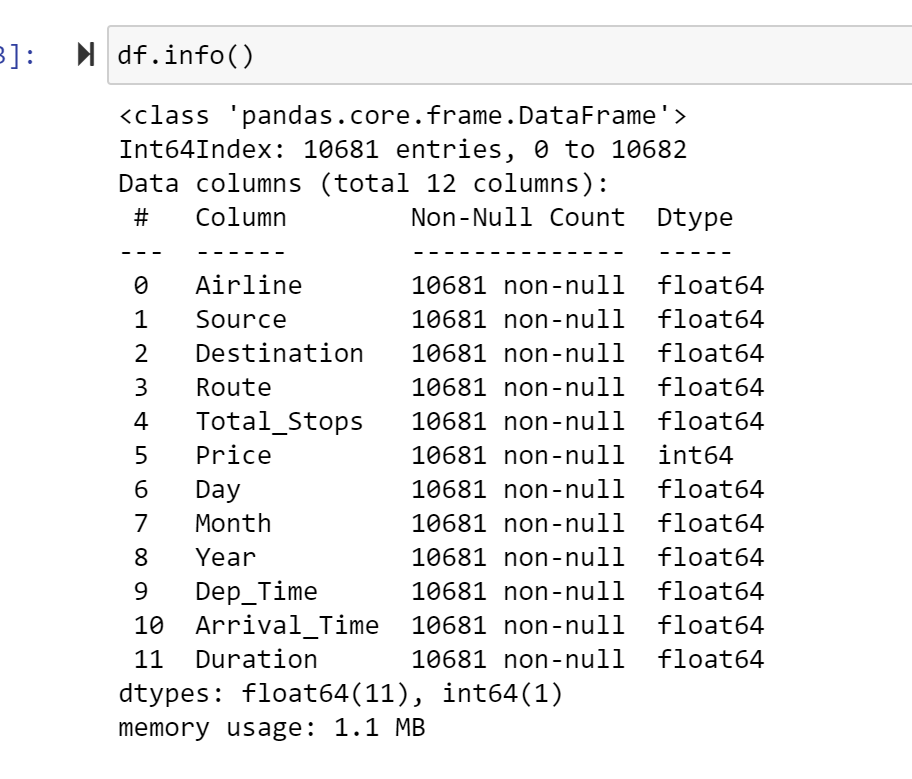 3]: df.info()
<class 'pandas.core.frame.DataFrame'>
Int64Index: 10681 entries, 0 to 10682
Data columns (total 12 columns):
 #   Column        Non-Null Count  Dtype
---  ------        --------------  -----
 0   Airline       10681 non-null  float64
 1   Source        10681 non-null  float64
 2   Destination   10681 non-null  float64
 3   Route         10681 non-null  float64
 4   Total_Stops   10681 non-null  float64
 5   Price         10681 non-null  int64
 6   Day           10681 non-null  float64
 7   Month         10681 non-null  float64
 8   Year          10681 non-null  float64
 9   Dep_Time      10681 non-null  float64
 10  Arrival_Time  10681 non-null  float64
 11  Duration      10681 non-null  float64
dtypes: float64(11), int64(1)
memory usage: 1.1 MB